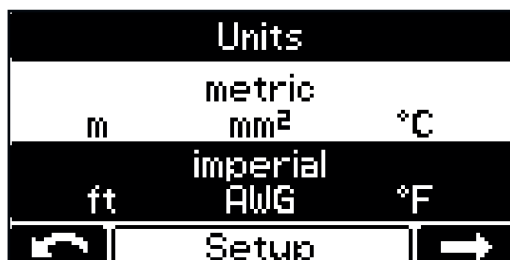 Units
metric
m mm² °C
imperial
ft AWG °F
Setup